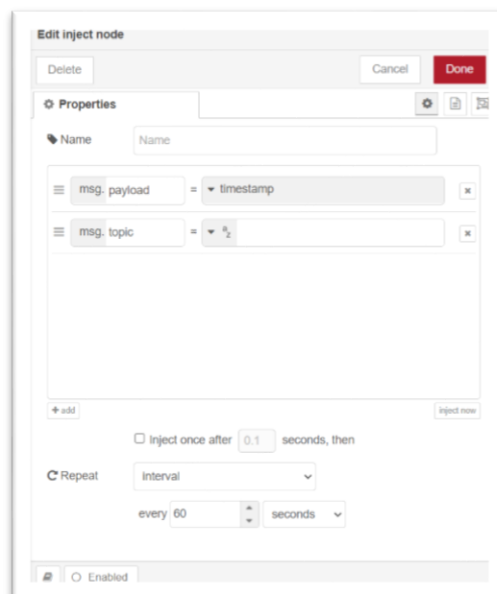 Edit inject node
Delete Cancel Done
Properties
Name Name
msg. payload = timestamp
msg. topic = a z
+ add inject now
Inject once after 0.1 seconds, then
Repeat interval
every 60 seconds
Enabled